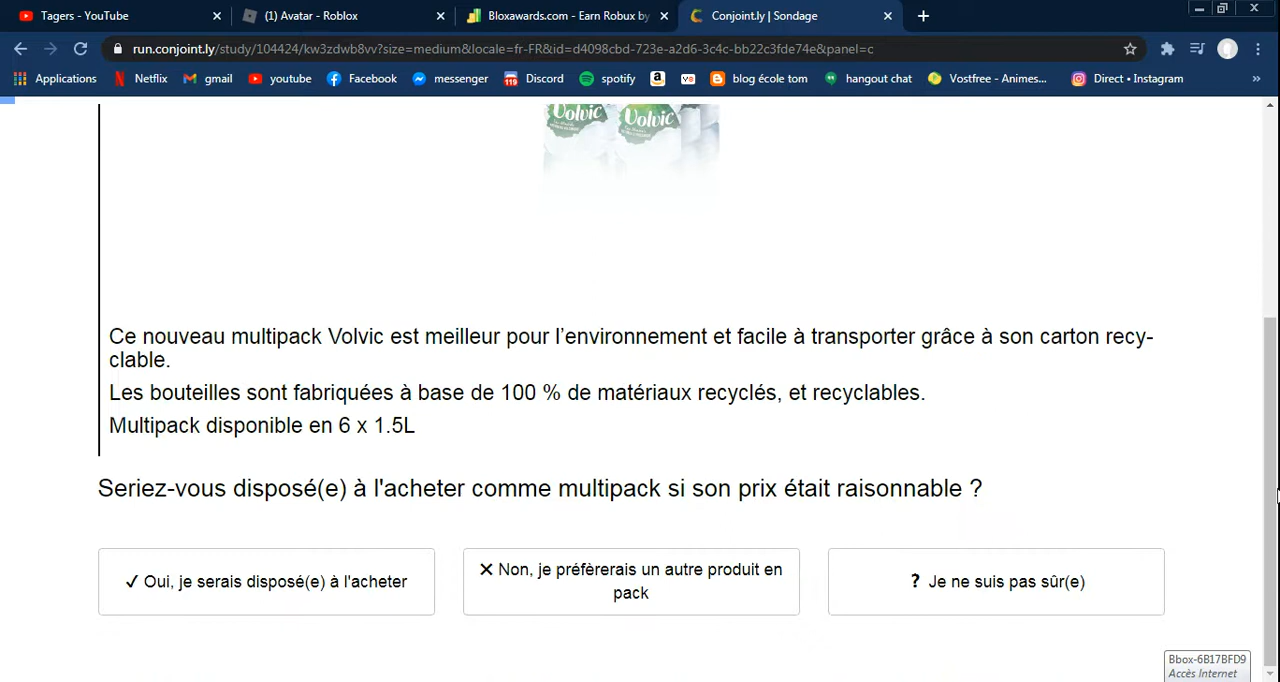 Tagers - YouTube
(1) Avatar - Roblox
Bloxawards.com - Earn Robux by
Conjoint.ly | Sondage
run.conjoint.ly/study/104424/kw3zdwb8vv?size=medium&locale=fr-FR&id=d4098cbd-723e-a2d6-3c4c-bb22c3fde74e&panel=c
Applications Netflix gmail youtube Facebook messenger Discord spotify blog école tom hangout chat Vostfree - Animes... Direct • Instagram »
Volvic Volvic
Ce nouveau multipack Volvic est meilleur pour l’environnement et facile à transporter grâce à son carton recy-
clable.
Les bouteilles sont fabriquées à base de 100 % de matériaux recyclés, et recyclables.
Multipack disponible en 6 x 1.5L
Seriez-vous disposé(e) à l'acheter comme multipack si son prix était raisonnable ?
✓ Oui, je serais disposé(e) à l'acheter
✕ Non, je préfèrerais un autre produit en
pack
? Je ne suis pas sûr(e)
Bbox-6B17BFD9
Accès Internet